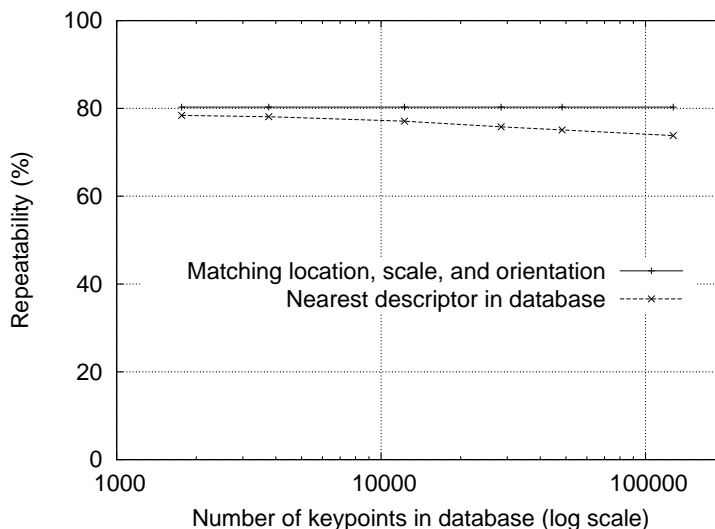 100
80
60
40
20
0
Repeatability (%)
Matching location, scale, and orientation
Nearest descriptor in database
1000
10000
100000
Number of keypoints in database (log scale)